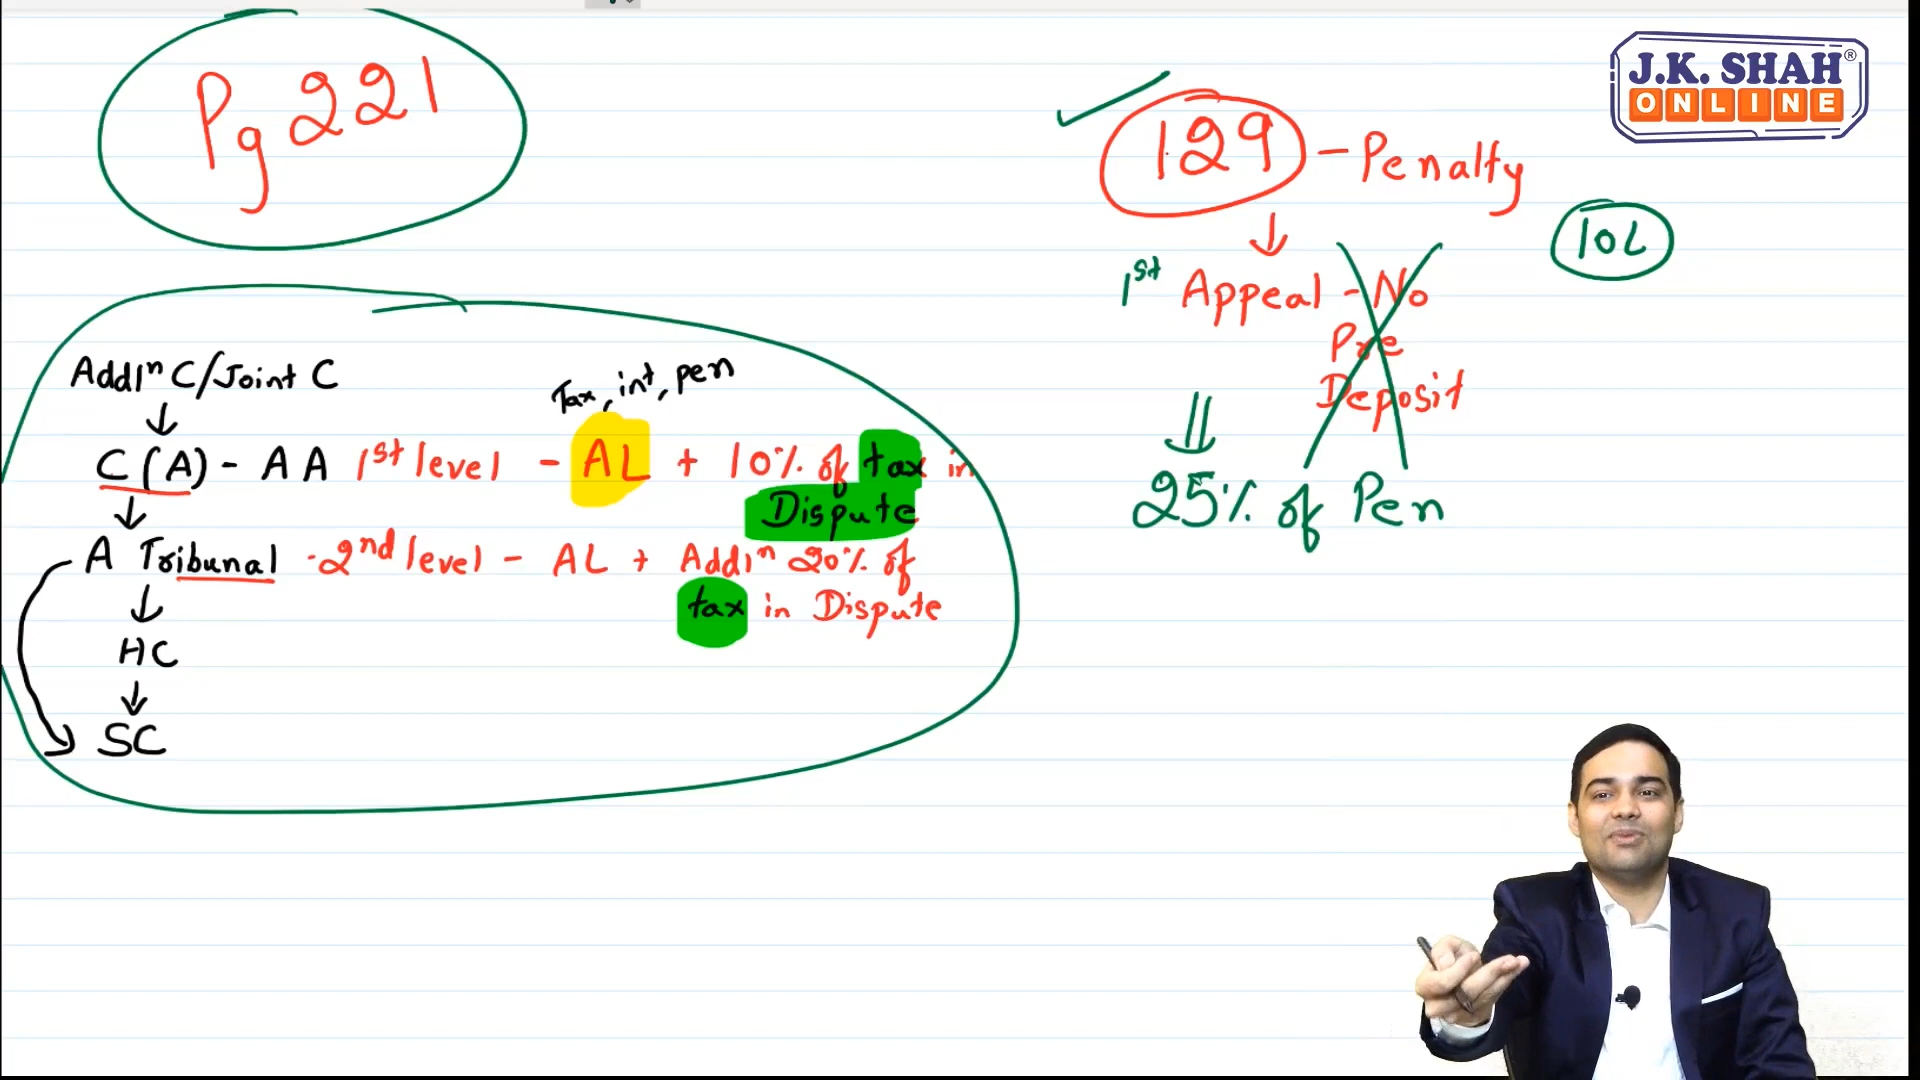 Pg 221
J.K. SHAH®
ONLINE
129 - Penalty
10L
1st Appeal - No
Pre
Deposit
25% of Pen
Addln C/Joint C
Tax, int, pen
C(A) - AA 1st level - AL + 10% of tax in
Dispute
A Tribunal - 2nd level - AL + Addln 20% of
tax in Dispute
HC
SC